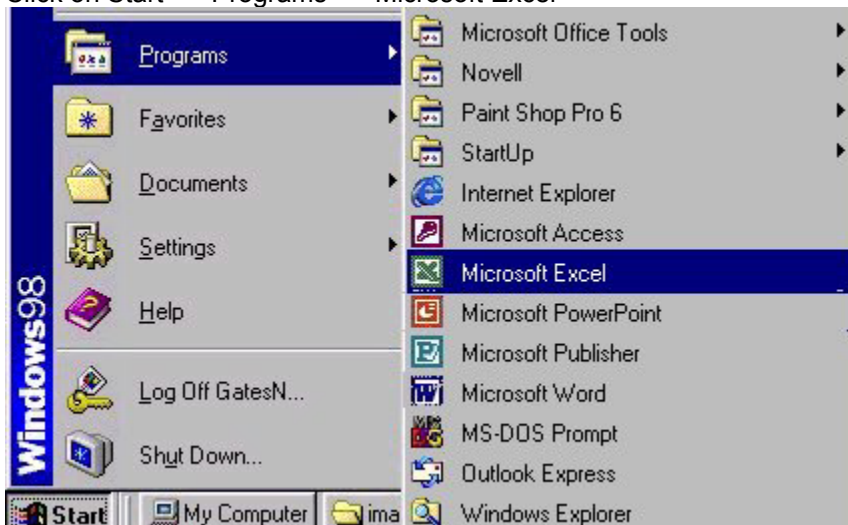 Click on Start Programs Microsoft Excel
Programs
Favorites
Documents
Settings
Help
Log Off GatesN...
Shut Down...
Windows98
Start
My Computer
ima
Microsoft Office Tools
Novell
Paint Shop Pro 6
StartUp
Internet Explorer
Microsoft Access
Microsoft Excel
Microsoft PowerPoint
Microsoft Publisher
Microsoft Word
MS-DOS Prompt
Outlook Express
Windows Explorer